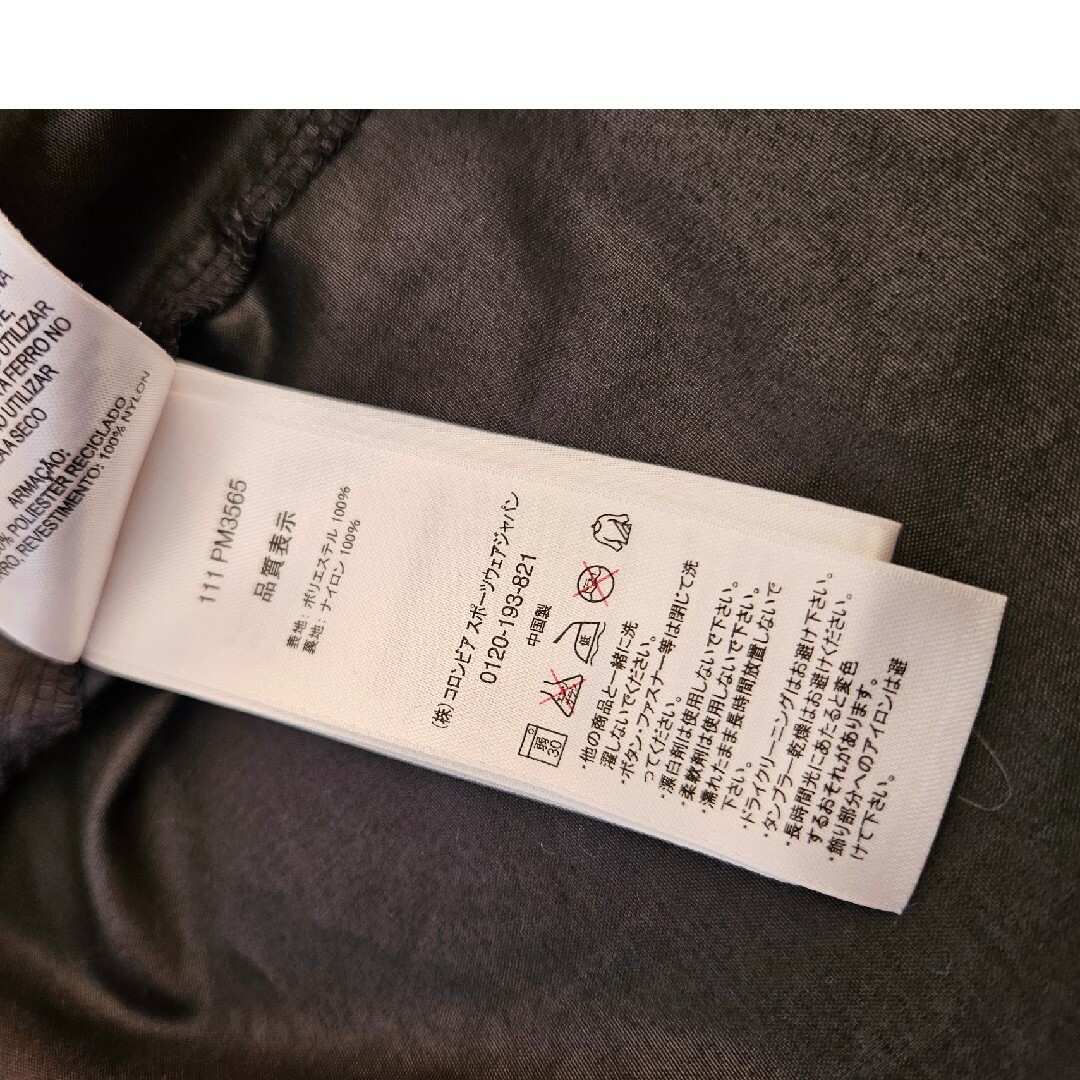 UTILIZAR
FERRO NO
UTILIZAR
A SECO
ARMAÇÃO:
POLIESTER RECICLADO
REVESTIMENTO: 100% NYLON
111 PM3565
品質表示
表地: ポリエステル 100%
裏地: ナイロン 100%
(株)コロンビア スポーツウェアジャパン
0120-193-821
中国製
弱
30
低
・他の商品と一緒に洗
濯しないでください。
・ボタン・ファスナー等は閉じて洗
ってください。
・漂白剤は使用しないで下さい。
・柔軟剤は使用しないで下さい。
・濡れたまま長時間放置しないで
下さい。
・ドライクリーニングはお避け下さい。
・タンブラー乾燥はお避けください。
・長時間光にあたると変色
するおそれがあります。
・飾り部分へのアイロンは避
けて下さい。